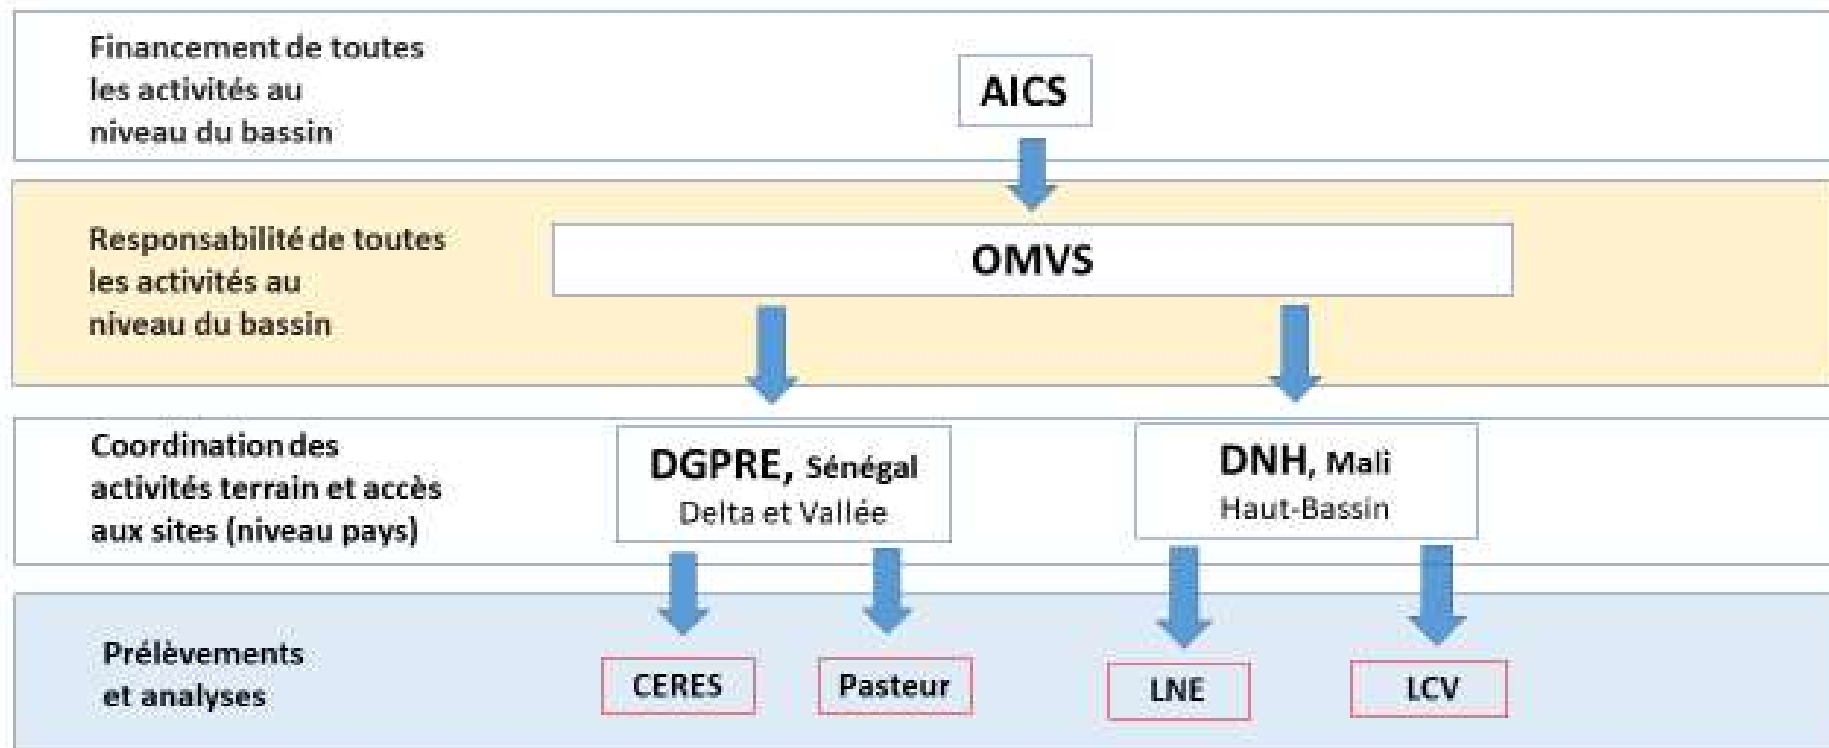 Financement de toutes
les activités au
niveau du bassin
AICS
Responsabilité de toutes
les activités au
niveau du bassin
OMVS
Coordination des
activités terrain et accès
aux sites (niveau pays)
DGPRE, Sénégal
Delta et Vallée
DNH, Mali
Haut-Bassin
Prélèvements
et analyses
CERES
Pasteur
LNE
LCV